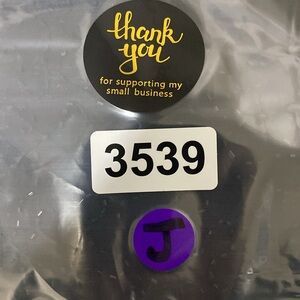 thank
you
for supporting my
small business
3539
J